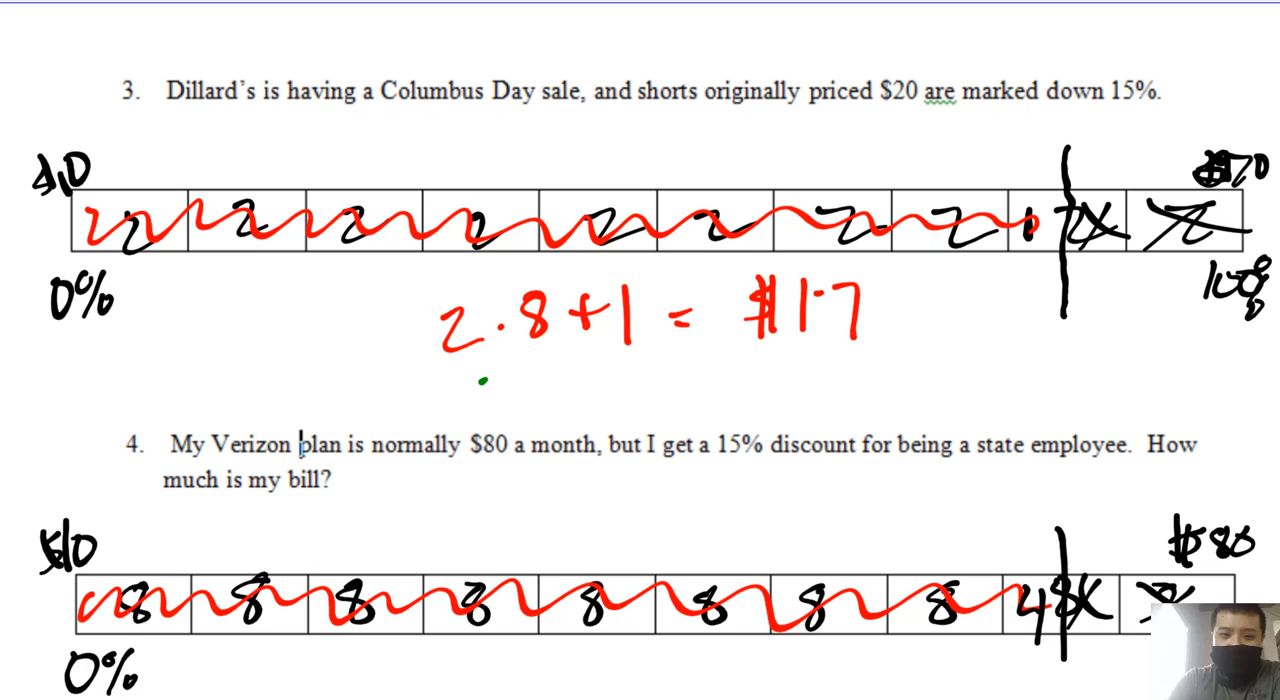 3. Dillard’s is having a Columbus Day sale, and shorts originally priced $20 are marked down 15%.
$0
2 2 2 2 2 2 2 2 1 2 2
0% 100%
2 · 8 + 1 = $17
4. My Verizon plan is normally $80 a month, but I get a 15% discount for being a state employee. How
much is my bill?
$0 $80
8 8 8 8 8 8 8 8 4 8
0%